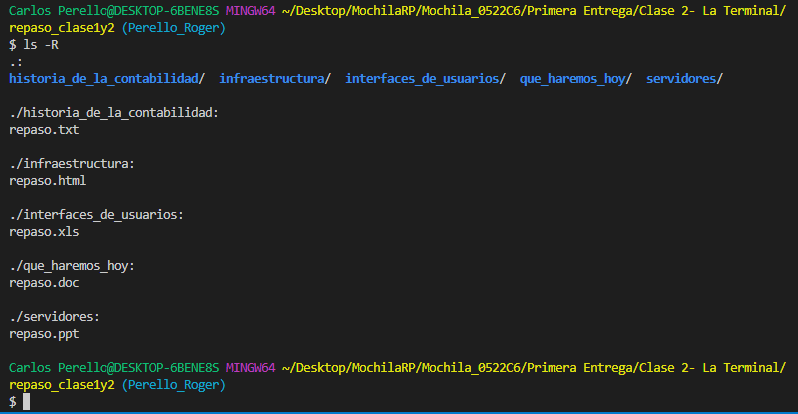 Carlos Perello@DESKTOP-6BENE8S MINGW64 ~/Desktop/MochilaRP/Mochila_0522C6/Primera Entrega/Clase 2- La Terminal/
repaso_clase1y2 (Perello_Roger)
$ ls -R
.:
historia_de_la_contabilidad/  infraestructura/  interfaces_de_usuarios/  que_haremos_hoy/  servidores/
./historia_de_la_contabilidad:
repaso.txt
./infraestructura:
repaso.html
./interfaces_de_usuarios:
repaso.xls
./que_haremos_hoy:
repaso.doc
./servidores:
repaso.ppt
Carlos Perello@DESKTOP-6BENE8S MINGW64 ~/Desktop/MochilaRP/Mochila_0522C6/Primera Entrega/Clase 2- La Terminal/
repaso_clase1y2 (Perello_Roger)
$